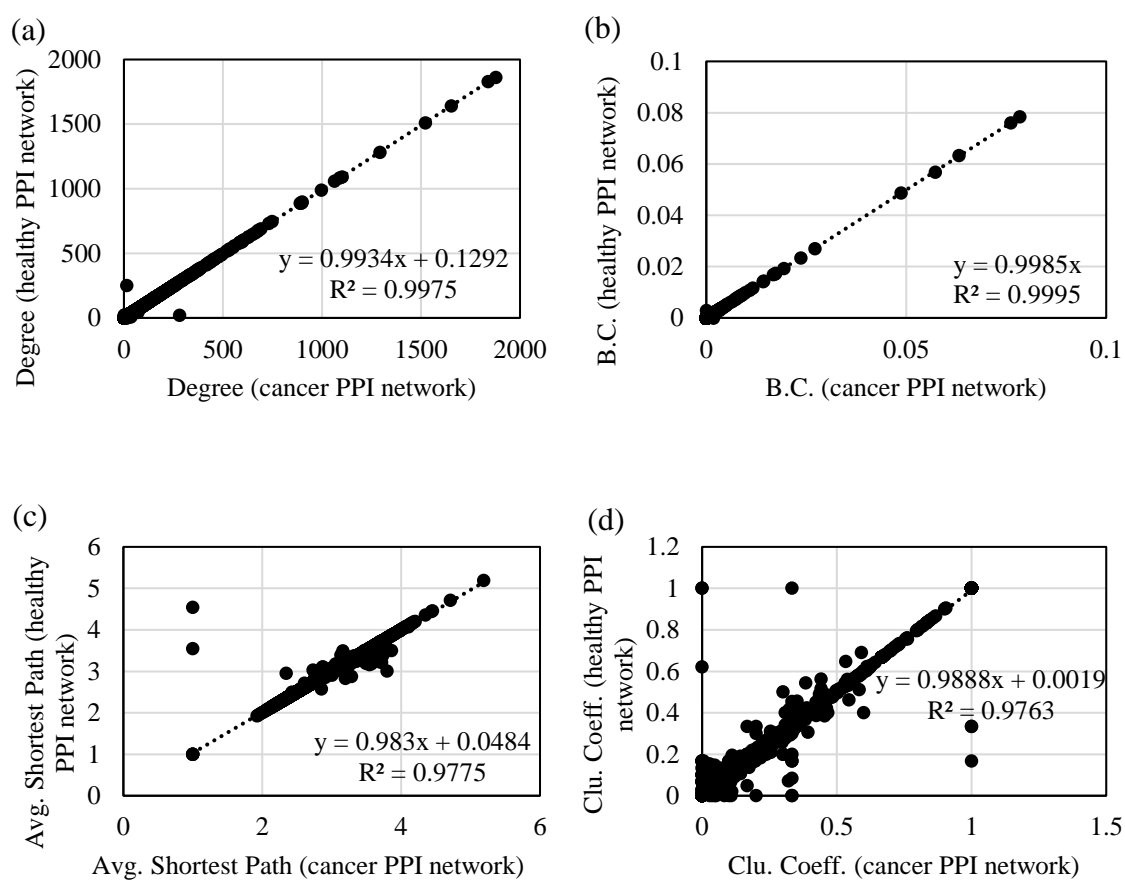 (a)
Degree (healthy PPI network)
2000
1500
1000
500
0
y = 0.9934x + 0.1292
R² = 0.9975
0 500 1000 1500 2000
Degree (cancer PPI network)
(b)
B.C. (healthy PPI network)
0.1
0.08
0.06
0.04
0.02
0
y = 0.9985x
R² = 0.9995
0 0.05 0.1
B.C. (cancer PPI network)
(c)
Avg. Shortest Path (healthy
PPI network)
6
5
4
3
2
1
0
y = 0.983x + 0.0484
R² = 0.9775
0 2 4 6
Avg. Shortest Path (cancer PPI network)
(d)
Clu. Coeff. (healthy PPI
network)
1.2
1
0.8
0.6
0.4
0.2
0
y = 0.9888x + 0.0019
R² = 0.9763
0 0.5 1 1.5
Clu. Coeff. (cancer PPI network)